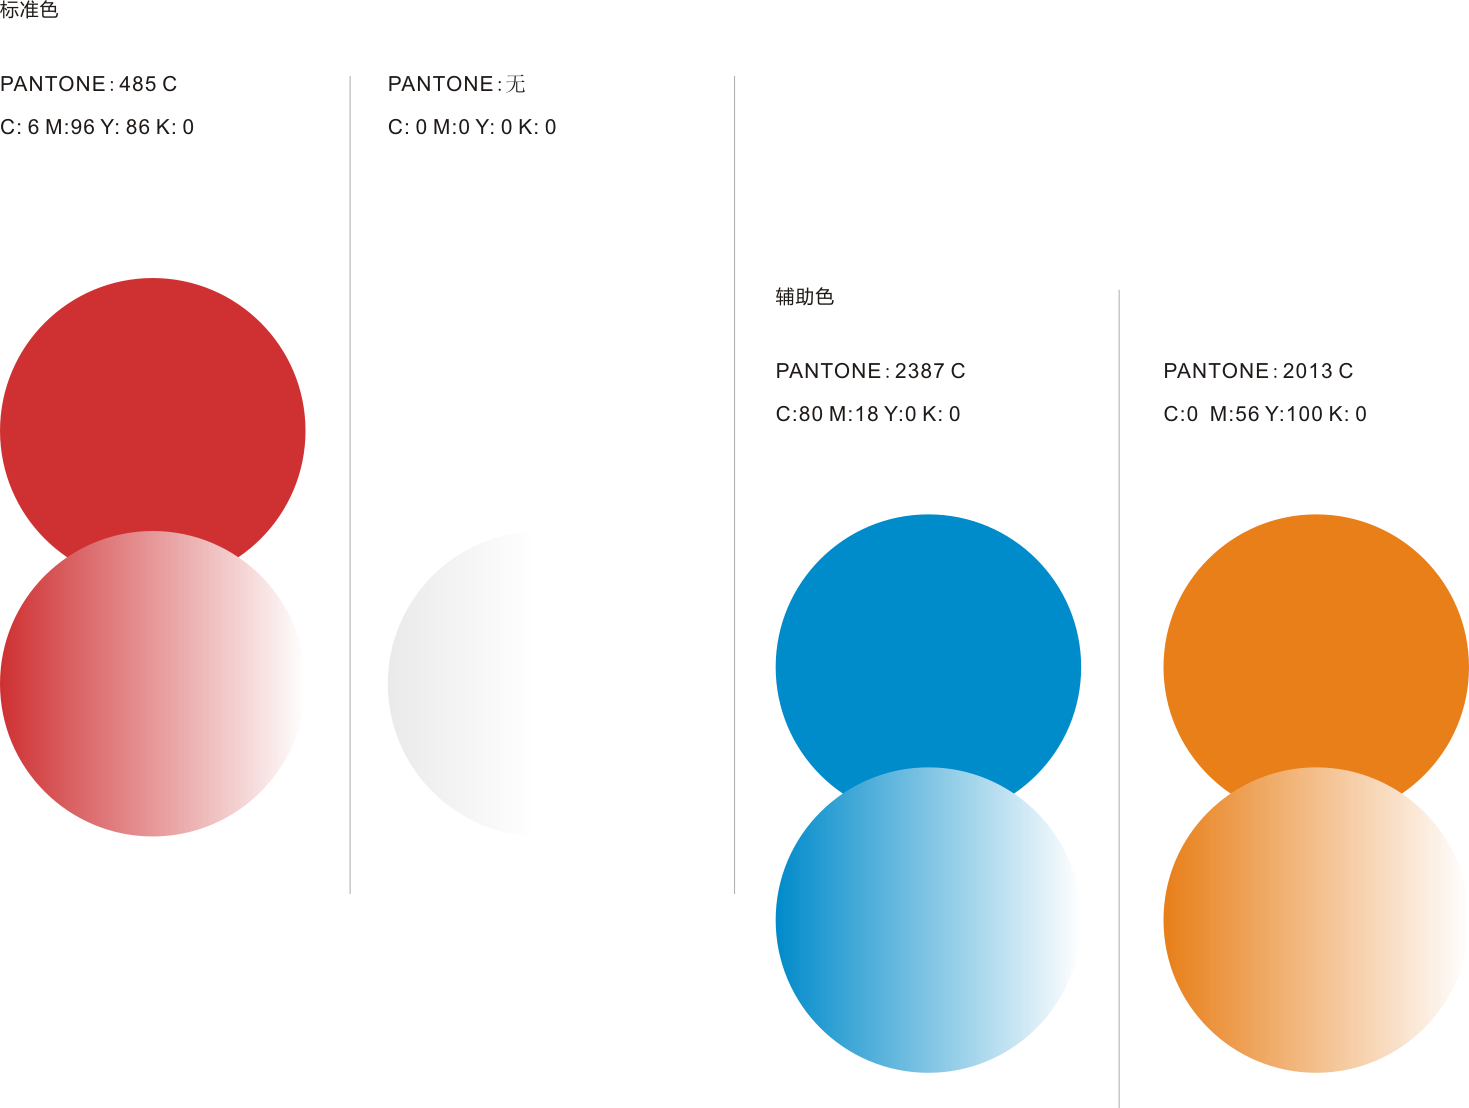 标准色
PANTONE:485 C
C: 6 M:96 Y: 86 K: 0
PANTONE:无
C: 0 M:0 Y: 0 K: 0
辅助色
PANTONE:2387 C
C:80 M:18 Y:0 K: 0
PANTONE:2013 C
C:0 M:56 Y:100 K: 0